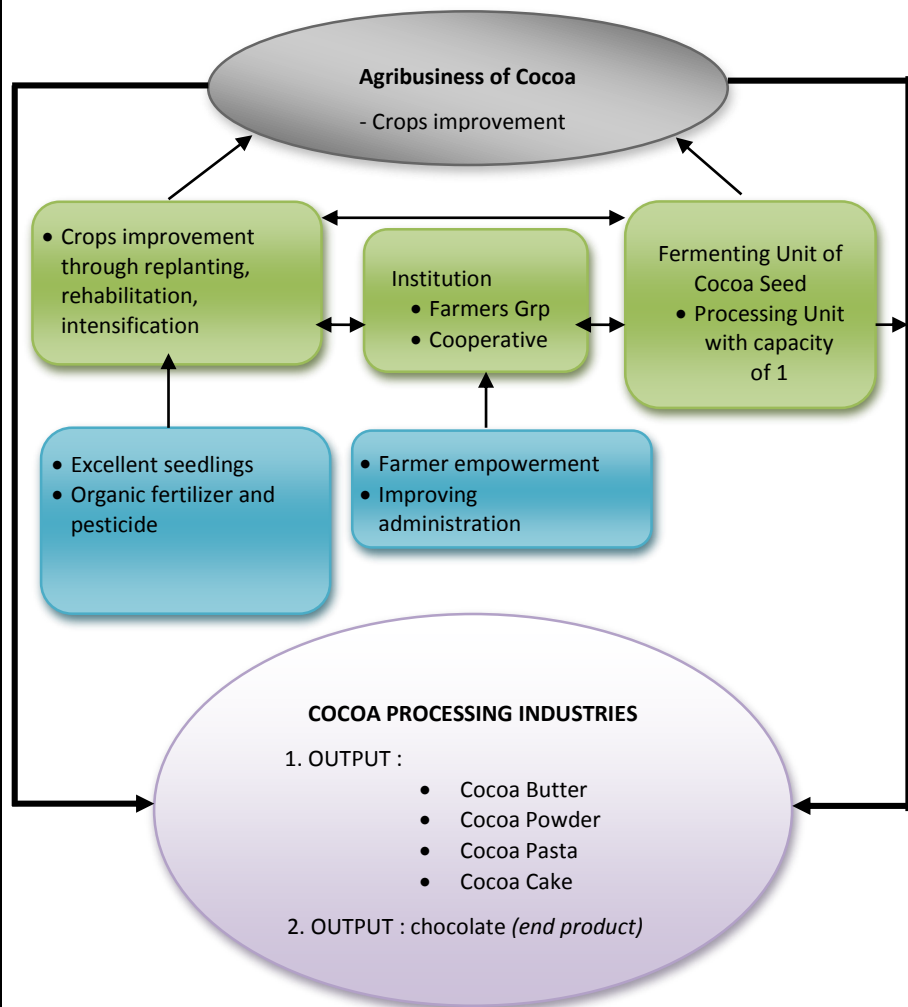 Agribusiness of Cocoa
- Crops improvement
• Crops improvement
through replanting,
rehabilitation,
intensification
Institution
• Farmers Grp
• Cooperative
Fermenting Unit of
Cocoa Seed
• Processing Unit
with capacity
of 1
• Excellent seedlings
• Organic fertilizer and
pesticide
• Farmer empowerment
• Improving
administration
COCOA PROCESSING INDUSTRIES
1. OUTPUT :
• Cocoa Butter
• Cocoa Powder
• Cocoa Pasta
• Cocoa Cake
2. OUTPUT : chocolate (end product)